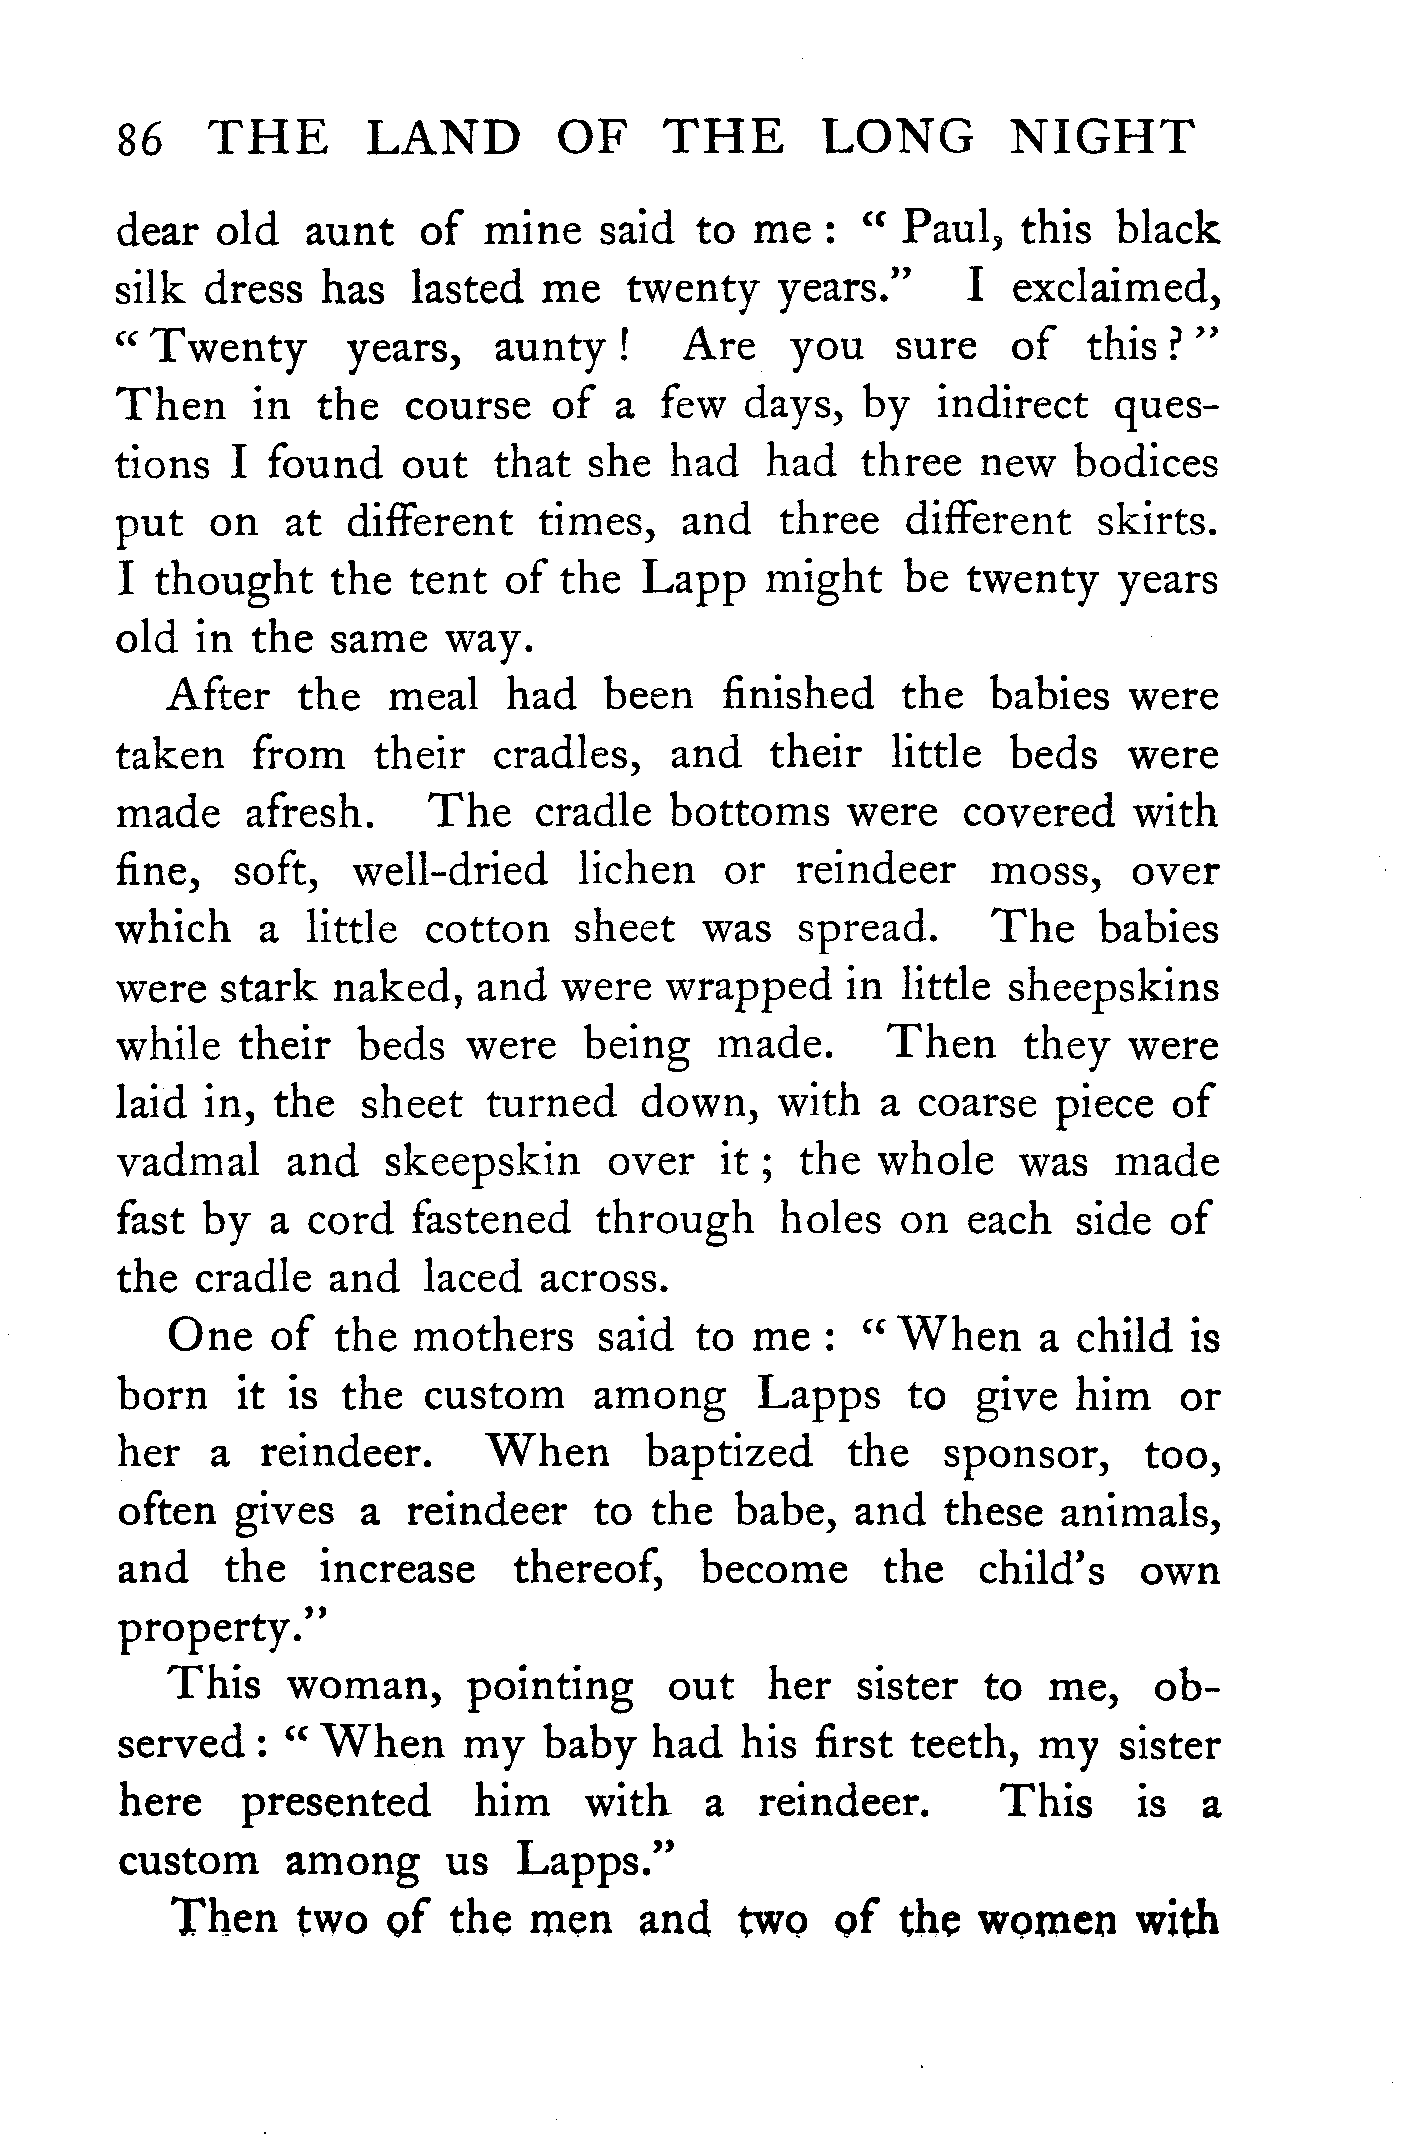 86 THE LAND OF THE LONG NIGHT
dear old aunt of mine said to me : “ Paul, this black
silk dress has lasted me twenty years.” I exclaimed,
“ Twenty years, aunty ! Are you sure of this ? ”
Then in the course of a few days, by indirect ques-
tions I found out that she had had three new bodices
put on at different times, and three different skirts.
I thought the tent of the Lapp might be twenty years
old in the same way.
After the meal had been finished the babies were
taken from their cradles, and their little beds were
made afresh. The cradle bottoms were covered with
fine, soft, well-dried lichen or reindeer moss, over
which a little cotton sheet was spread. The babies
were stark naked, and were wrapped in little sheepskins
while their beds were being made. Then they were
laid in, the sheet turned down, with a coarse piece of
vadmal and skeepskin over it ; the whole was made
fast by a cord fastened through holes on each side of
the cradle and laced across.
One of the mothers said to me : “ When a child is
born it is the custom among Lapps to give him or
her a reindeer. When baptized the sponsor, too,
often gives a reindeer to the babe, and these animals,
and the increase thereof, become the child’s own
property.”
This woman, pointing out her sister to me, ob-
served : “ When my baby had his first teeth, my sister
here presented him with a reindeer. This is a
custom among us Lapps.”
Then two of the men and two of the women with